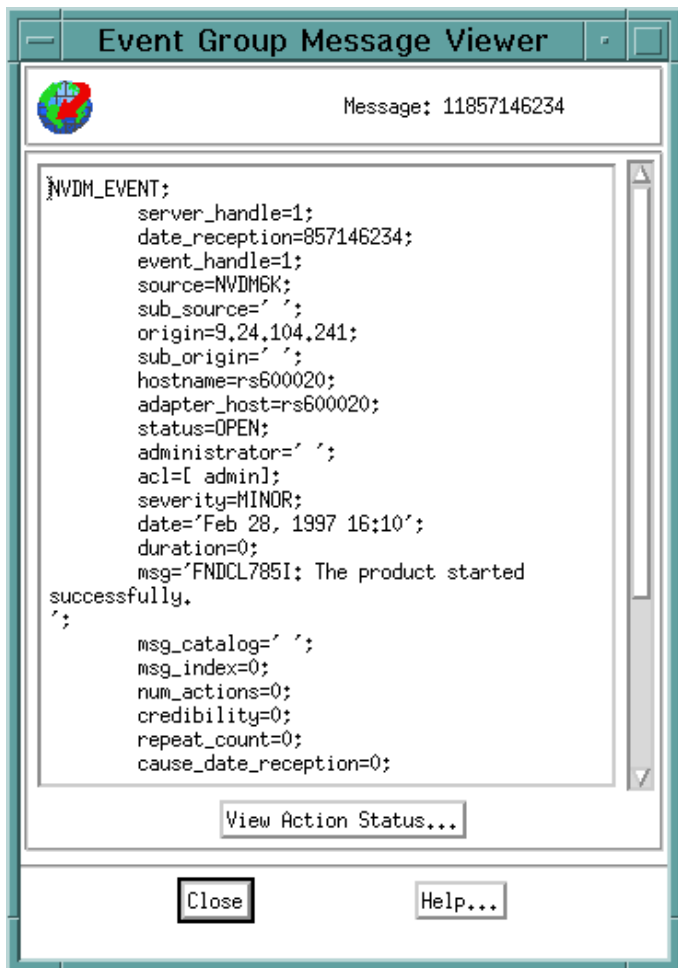 Event Group Message Viewer
Message: 11857146234
NVDM_EVENT;
server_handle=1;
date_reception=857146234;
event_handle=1;
source=NVDM6K;
sub_source=' ';
origin=9.24.104.241;
sub_origin=' ';
hostname=rs600020;
adapter_host=rs600020;
status=OPEN;
administrator=' ';
acl=[ admin];
severity=MINOR;
date='Feb 28, 1997 16:10';
duration=0;
msg='FNDCL785I: The product started
successfully.
';
msg_catalog=' ';
msg_index=0;
num_actions=0;
credibility=0;
repeat_count=0;
cause_date_reception=0;
View Action Status...
Close
Help...